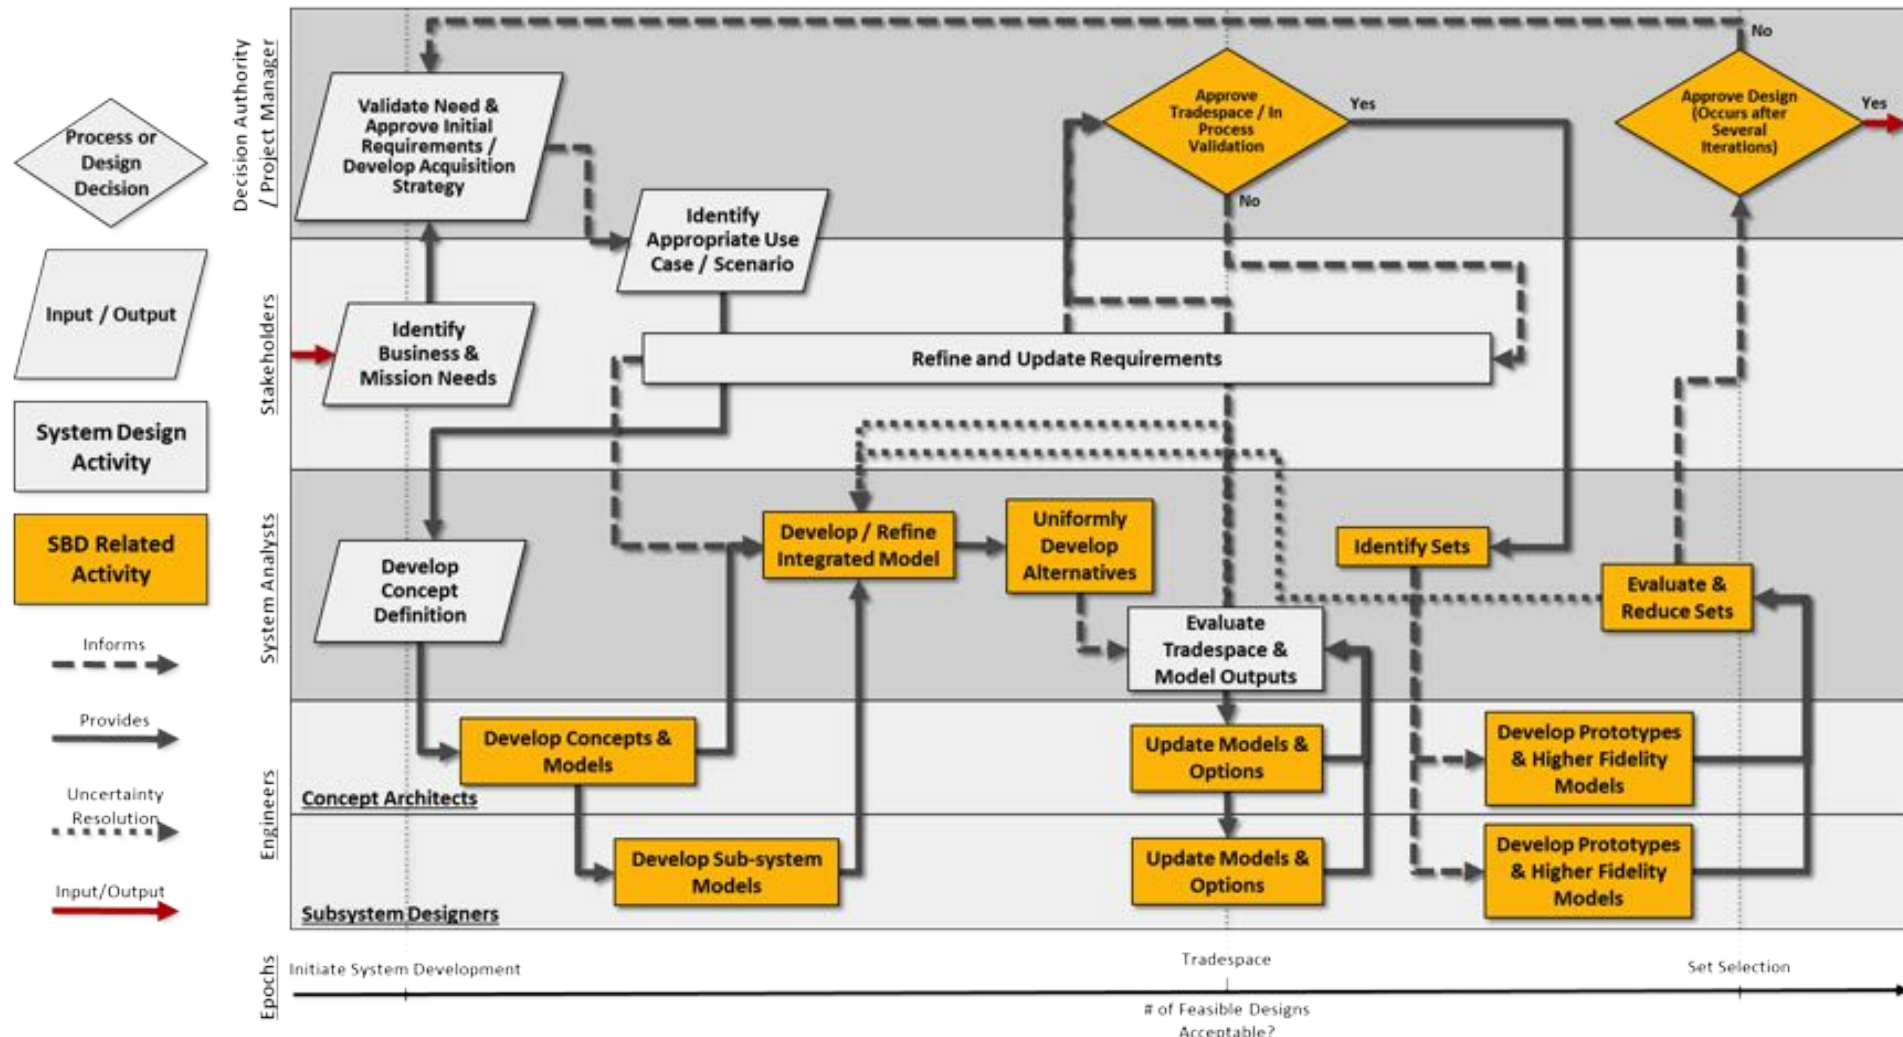 Process or
Design
Decision
Input / Output
System Design
Activity
SBD Related
Activity
Informs
Provides
Uncertainty
Resolution
Input/Output
Decision Authority
/ Project Manager
Stakeholders
System Analysts
Engineers
Epochs
Validate Need &
Approve Initial
Requirements /
Develop Acquisition
Strategy
Identify
Appropriate Use
Case / Scenario
Approve
Tradespace / In
Process
Validation
Yes
No
Approve Design
(Occurs after
Several
Iterations)
No
Yes
Identify
Business &
Mission Needs
Refine and Update Requirements
Develop
Concept
Definition
Develop / Refine
Integrated Model
Uniformly
Develop
Alternatives
Evaluate
Tradespace &
Model Outputs
Identify Sets
Evaluate &
Reduce Sets
Develop Concepts &
Models
Update Models &
Options
Develop Prototypes
& Higher Fidelity
Models
Concept Architects
Develop Sub-system
Models
Update Models &
Options
Develop Prototypes
& Higher Fidelity
Models
Subsystem Designers
Initiate System Development
Tradespace
Set Selection
# of Feasible Designs
Acceptable?